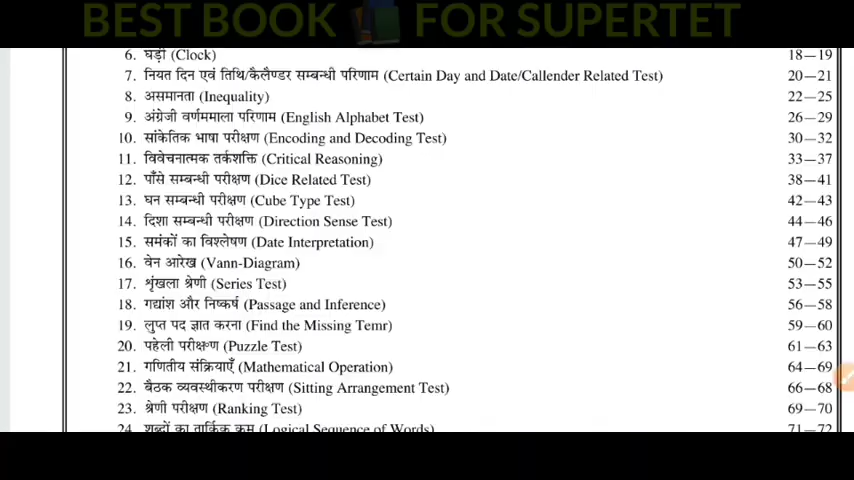 BEST BOOK FOR SUPERTET
6. घड़ी (Clock) 18—19
7. नियत दिन एवं तिथि/कैलैण्डर सम्बन्धी परिणाम (Certain Day and Date/Callender Related Test) 20—21
8. असमानता (Inequality) 22—25
9. अंग्रेजी वर्णममाला परिणाम (English Alphabet Test) 26—29
10. सांकेतिक भाषा परीक्षण (Encoding and Decoding Test) 30—32
11. विवेचनात्मक तर्कशक्ति (Critical Reasoning) 33—37
12. पाँसे सम्बन्धी परीक्षण (Dice Related Test) 38—41
13. घन सम्बन्धी परीक्षण (Cube Type Test) 42—43
14. दिशा सम्बन्धी परीक्षण (Direction Sense Test) 44—46
15. समंकों का विश्लेषण (Date Interpretation) 47—49
16. वेन आरेख (Vann-Diagram) 50—52
17. शृंखला श्रेणी (Series Test) 53—55
18. गद्यांश और निष्कर्ष (Passage and Inference) 56—58
19. लुप्त पद ज्ञात करना (Find the Missing Temr) 59—60
20. पहेली परीक्षण (Puzzle Test) 61—63
21. गणितीय संक्रियाएँ (Mathematical Operation) 64—69
22. बैठक व्यवस्थीकरण परीक्षण (Sitting Arrangement Test) 66—68
23. श्रेणी परीक्षण (Ranking Test) 69—70
24. शब्दों का तार्किक क्रम (Logical Sequence of Words) 71—72